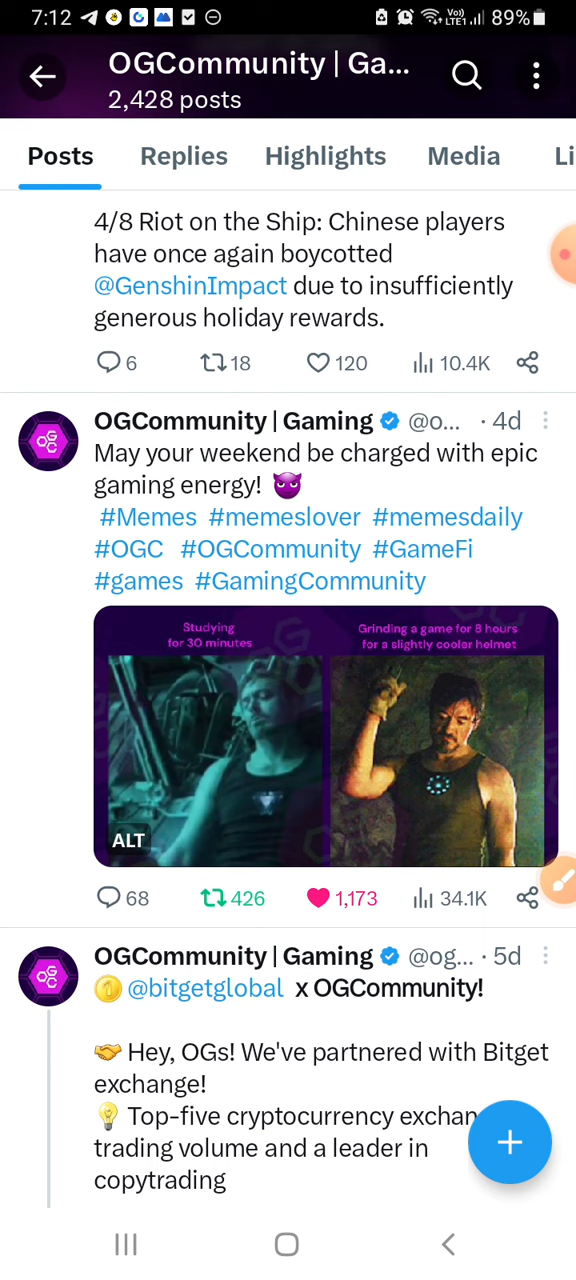 7:12 Vo)) LTE1 89%
OGCommunity | Ga...
2,428 posts
Posts Replies Highlights Media Li
4/8 Riot on the Ship: Chinese players
have once again boycotted
@GenshinImpact due to insufficiently
generous holiday rewards.
6 18 120 10.4K
OGCommunity | Gaming @o... · 4d
May your weekend be charged with epic
gaming energy! 😈
#Memes #memeslover #memesdaily
#OGC #OGCommunity #GameFi
#games #GamingCommunity
Studying
for 30 minutes
Grinding a game for 8 hours
for a slightly cooler helmet
ALT
68 426 1,173 34.1K
OGCommunity | Gaming @og... · 5d
🥇 @bitgetglobal x OGCommunity!
🤝 Hey, OGs! We've partnered with Bitget
exchange!
💡 Top-five cryptocurrency exchan
trading volume and a leader in
copytrading